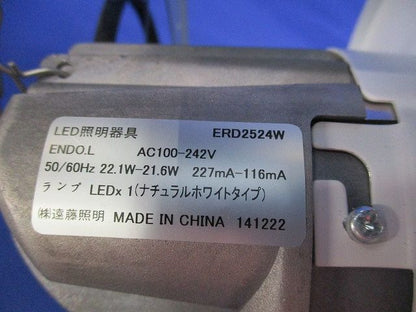 LED照明器具 ERD2524W
ENDO.L AC100-242V
50/60Hz 22.1W-21.6W 227mA-116mA
ランプ LEDx 1(ナチュラルホワイトタイプ)
㈱遠藤照明 MADE IN CHINA 141222